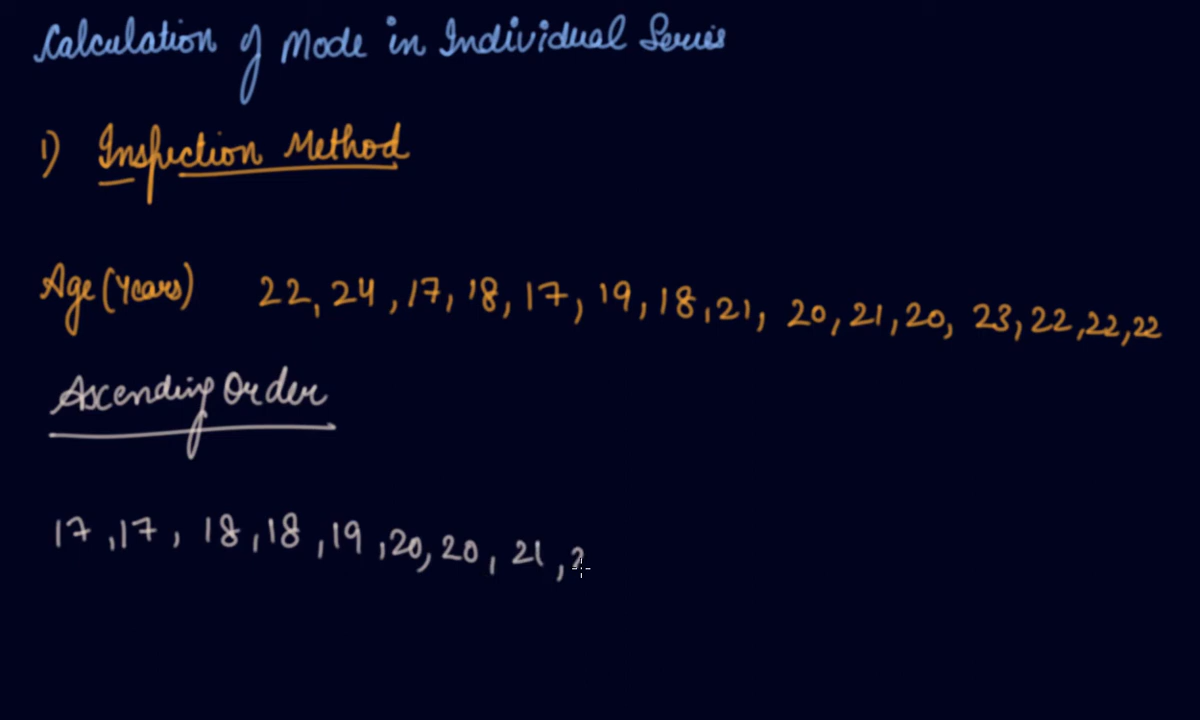 Calculation of Mode in Individual Series
1) Inspection Method
Age (Years) 22, 24, 17, 18, 17, 19, 18, 21, 20, 21, 20, 23, 22, 22, 22
Ascending Order
17, 17, 18, 18, 19, 20, 20, 21,